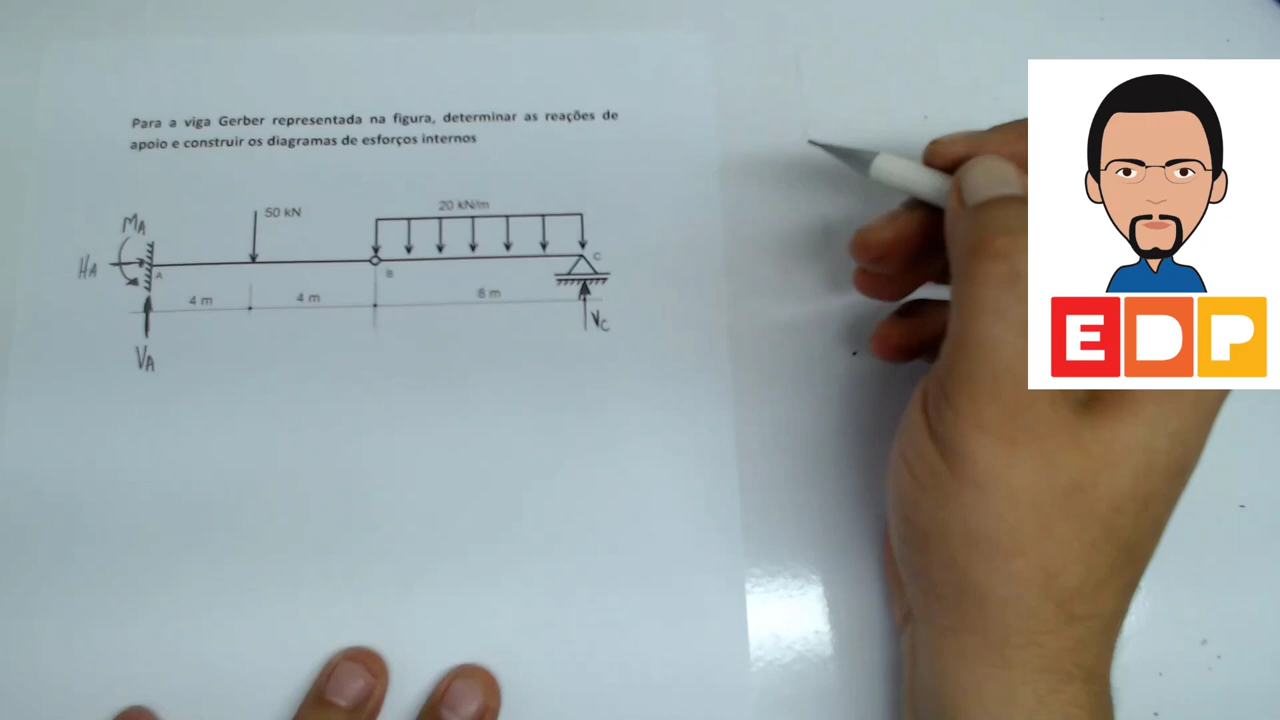 Para a viga Gerber representada na figura, determinar as reações de
apoio e construir os diagramas de esforços internos
50 kN
20 kN/m
MA
HA
A
B
C
4 m
4 m
VC
VA
EDP